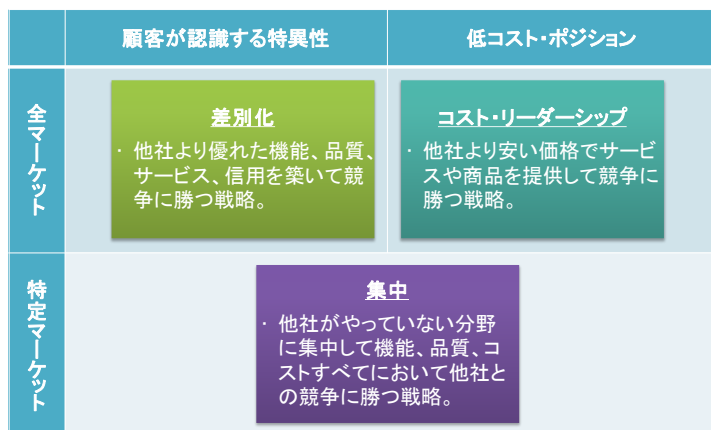 顧客が認識する特異性
低コスト・ポジション
全マーケット
差別化
・ 他社より優れた機能、品質、
サービス、信用を築いて競
争に勝つ戦略。
コスト・リーダーシップ
・ 他社より安い価格でサービ
スや商品を提供して競争に
勝つ戦略。
特定マーケット
集中
・ 他社がやっていない分野
に集中して機能、品質、コ
ストすべてにおいて他社と
の競争に勝つ戦略。